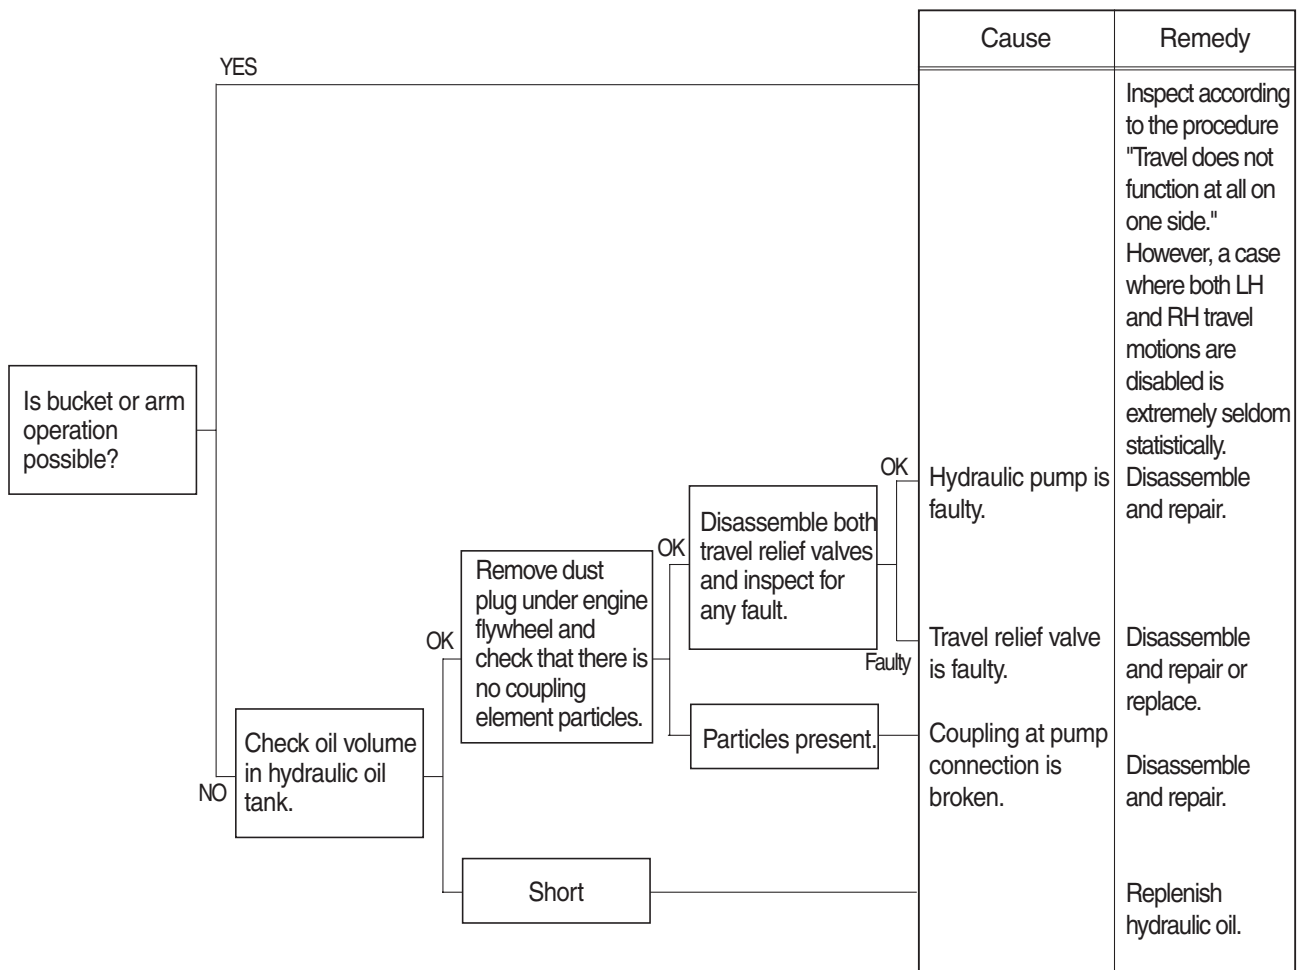 Cause
Remedy
YES
Inspect according
to the procedure
"Travel does not
function at all on
one side."
However, a case
where both LH
and RH travel
motions are
disabled is
extremely seldom
statistically.
Is bucket or arm
operation
possible?
OK
Hydraulic pump is
faulty.
Disassemble
and repair.
Disassemble both
travel relief valves
and inspect for
any fault.
OK
Remove dust
plug under engine
flywheel and
check that there is
no coupling
element particles.
OK
Faulty
Travel relief valve
is faulty.
Disassemble
and repair or
replace.
Particles present.
Coupling at pump
connection is
broken.
Disassemble
and repair.
Check oil volume
in hydraulic oil
tank.
NO
Short
Replenish
hydraulic oil.